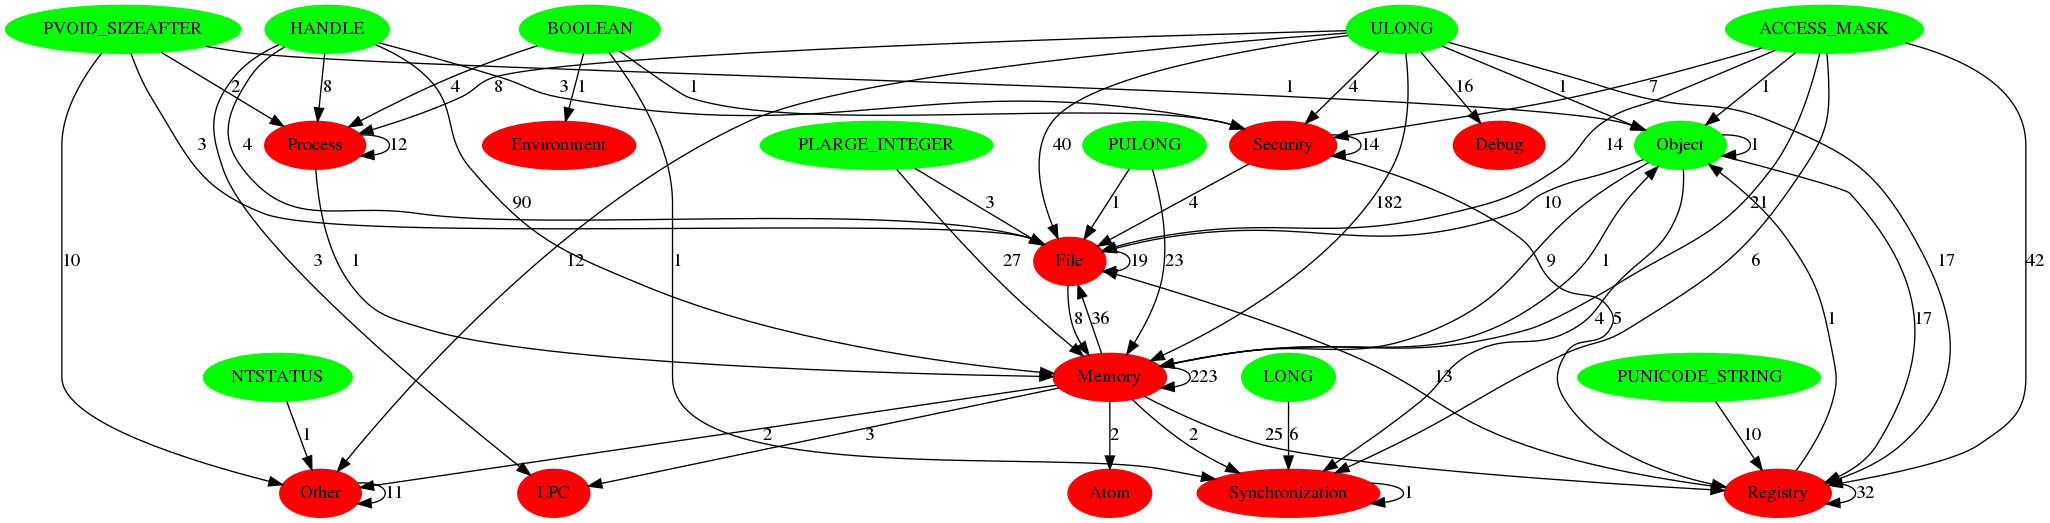 PVOID_SIZEAFTER HANDLE BOOLEAN ULONG ACCESS_MASK
2 8 4 8 3 1 1 1 4 16 1 1 7
Process 12 Environment PLARGE_INTEGER PULONG Security 14 Debug Object 1
3 4 40 14
90 3 1 4 182 10 21
10 3 1 12 1 27 File 19 23 9 1 6 17 42
8 36 4 5 1 17
NTSTATUS Memory 223 LONG 13 PUNICODE_STRING
1 2 3 2 2 25 6 10
Other 11 LPC Atom Synchronization 1 Registry 32